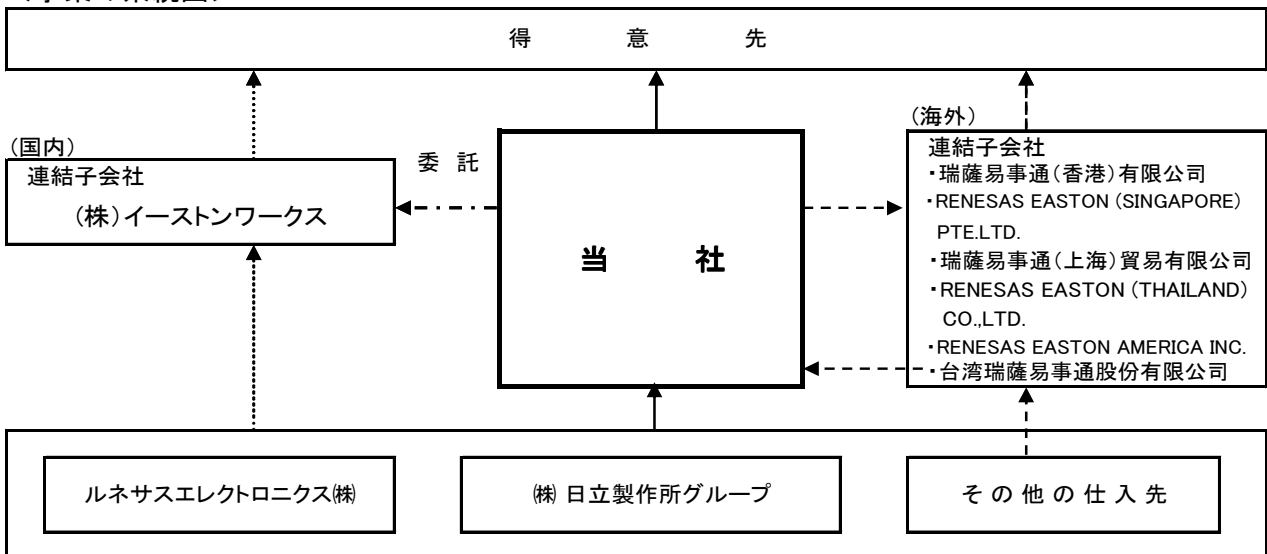 得 意 先
(国内)
連結子会社
(株)イーストンワークス
委 託
当 社
(海外)
連結子会社
・瑞薩易事通(香港)有限公司
・RENESAS EASTON (SINGAPORE)
PTE.LTD.
・瑞薩易事通(上海)貿易有限公司
・RENESAS EASTON (THAILAND)
CO.,LTD.
・RENESAS EASTON AMERICA INC.
・台湾瑞薩易事通股份有限公司
ルネサスエレクトロニクス㈱
㈱ 日立製作所グループ
そ の 他 の 仕 入 先